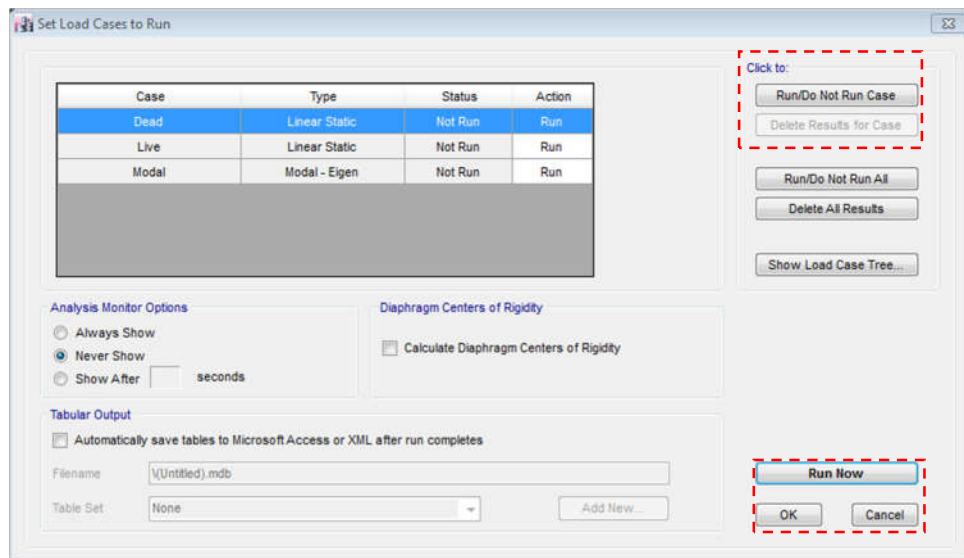 Set Load Cases to Run
Click to:
Case Type Status Action
Dead Linear Static Not Run Run
Live Linear Static Not Run Run
Modal Modal - Eigen Not Run Run
Run/Do Not Run Case
Delete Results for Case
Run/Do Not Run All
Delete All Results
Show Load Case Tree...
Analysis Monitor Options
Always Show
Never Show
Show After seconds
Diaphragm Centers of Rigidity
Calculate Diaphragm Centers of Rigidity
Tabular Output
Automatically save tables to Microsoft Access or XML after run completes
Filename \(Untitled).mdb
Table Set None Add New...
Run Now
OK Cancel